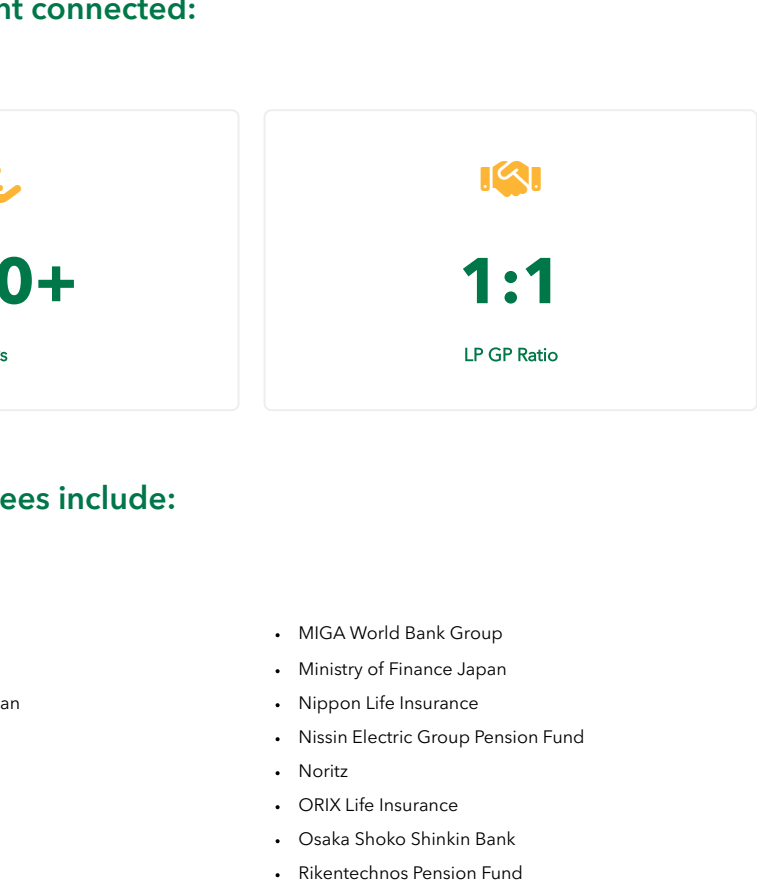 nt connected:
0+
s
1:1
LP GP Ratio
ees include:
an
• MIGA World Bank Group
• Ministry of Finance Japan
• Nippon Life Insurance
• Nissin Electric Group Pension Fund
• Noritz
• ORIX Life Insurance
• Osaka Shoko Shinkin Bank
• Rikentechnos Pension Fund